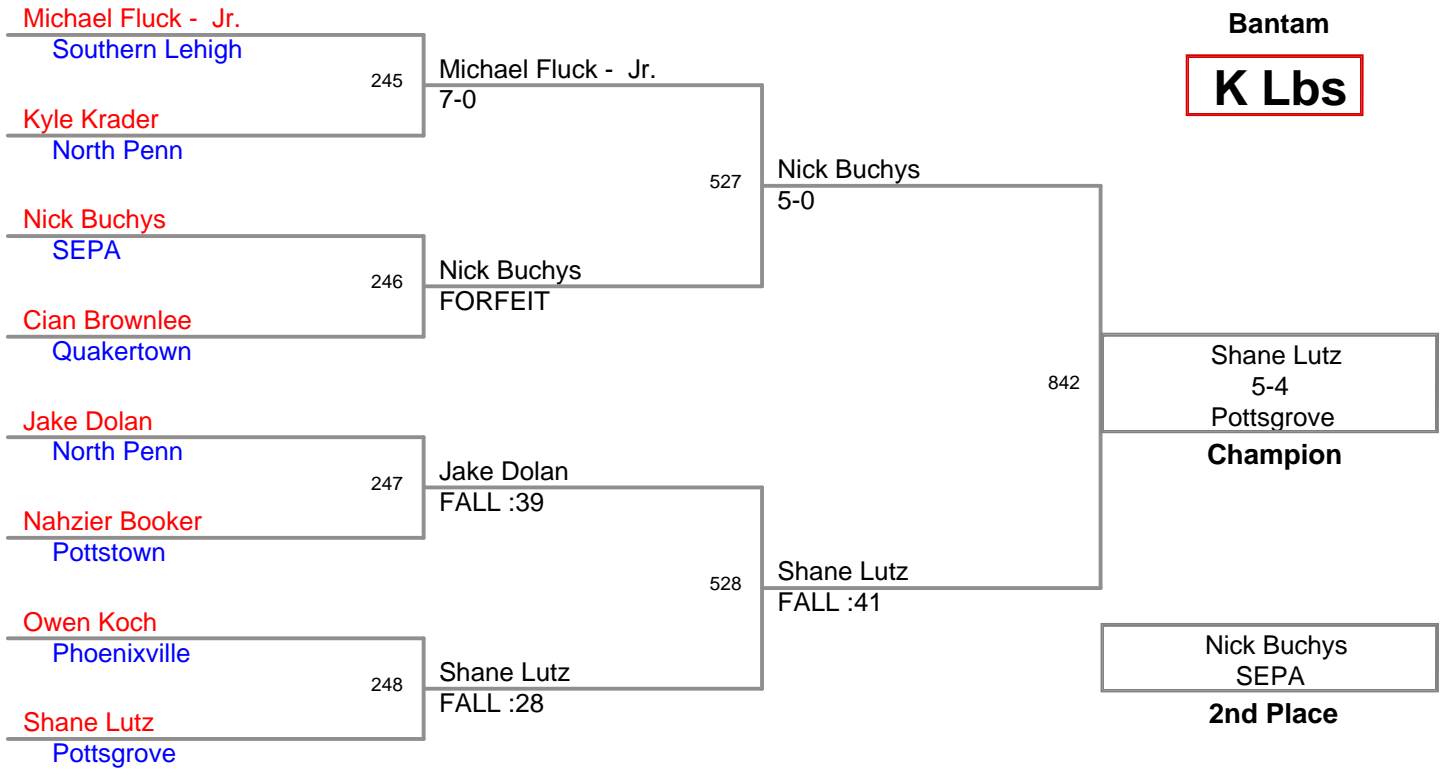 Michael Fluck - Jr.
Southern Lehigh
245
Kyle Krader
North Penn
Michael Fluck - Jr.
7-0
Nick Buchys
SEPA
246
Cian Brownlee
Quakertown
Nick Buchys
FORFEIT
527
Nick Buchys
5-0
Jake Dolan
North Penn
247
Nahzier Booker
Pottstown
Jake Dolan
FALL :39
Owen Koch
Phoenixville
248
Shane Lutz
Pottsgrove
Shane Lutz
FALL :28
528
Shane Lutz
FALL :41
842
Bantam
K Lbs
Shane Lutz
5-4
Pottsgrove
Champion
Nick Buchys
SEPA
2nd Place